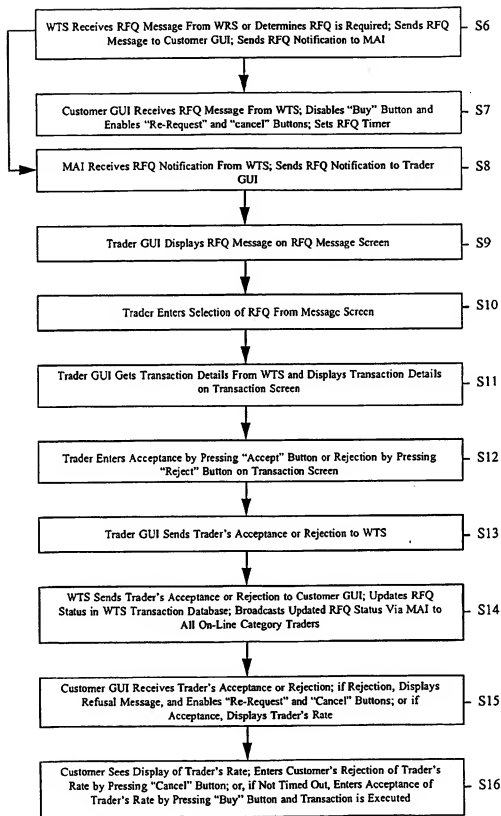 WTS Receives RFQ Message From WRS or Determines RFQ is Required; Sends RFQ
Message to Customer GUI; Sends RFQ Notification to MAI
S6
Customer GUI Receives RFQ Message From WTS; Disables "Buy" Button and
Enables "Re-Request" and "cancel" Buttons; Sets RFQ Timer
S7
MAI Receives RFQ Notification From WTS; Sends RFQ Notification to Trader
GUI
S8
Trader GUI Displays RFQ Message on RFQ Message Screen
S9
Trader Enters Selection of RFQ From Message Screen
S10
Trader GUI Gets Transaction Details From WTS and Displays Transaction Details
on Transaction Screen
S11
Trader Enters Acceptance by Pressing "Accept" Button or Rejection by Pressing
"Reject" Button on Transaction Screen
S12
Trader GUI Sends Trader's Acceptance or Rejection to WTS
S13
WTS Sends Trader's Acceptance or Rejection to Customer GUI; Updates RFQ
Status in WTS Transaction Database; Broadcasts Updated RFQ Status Via MAI to
All On-Line Category Traders
S14
Customer GUI Receives Trader's Acceptance or Rejection; if Rejection, Displays
Refusal Message, and Enables "Re-Request" and "Cancel" Buttons; or if
Acceptance, Displays Trader's Rate
S15
Customer Sees Display of Trader's Rate; Enters Customer's Rejection of Trader's
Rate by Pressing "Cancel" Button; or, if Not Timed Out, Enters Acceptance of
Trader's Rate by Pressing "Buy" Button and Transaction is Executed
S16